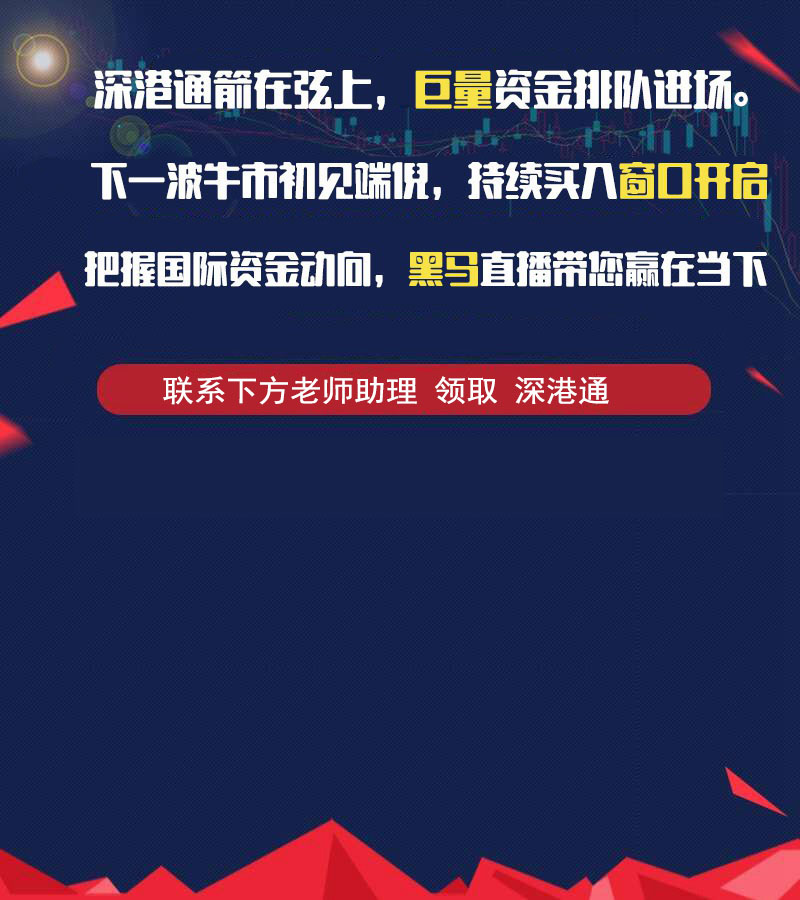 深港通箭在弦上，巨量资金排队进场。
下一波牛市初见端倪，持续买入窗口开启
把握国际资金动向，黑马直播带您赢在当下
联系下方老师助理 领取 深港通